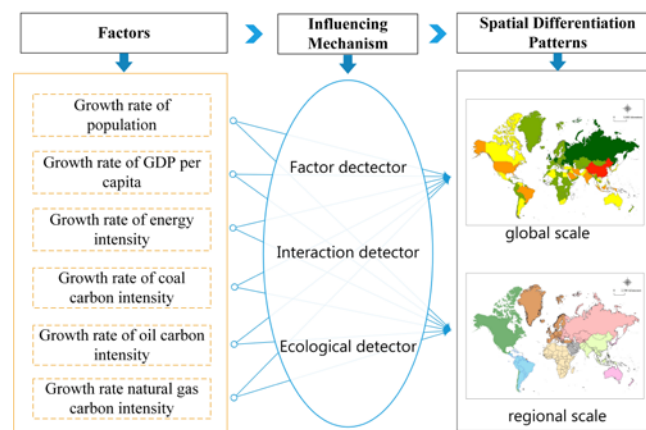 Factors
Influencing
Mechanism
Spatial Differentiation
Patterns
Growth rate of
population
Growth rate of GDP per
capita
Growth rate of energy
intensity
Growth rate of coal
carbon intensity
Growth rate of oil carbon
intensity
Growth rate natural gas
carbon intensity
Factor dectector
Interaction detector
Ecological detector
global scale
regional scale